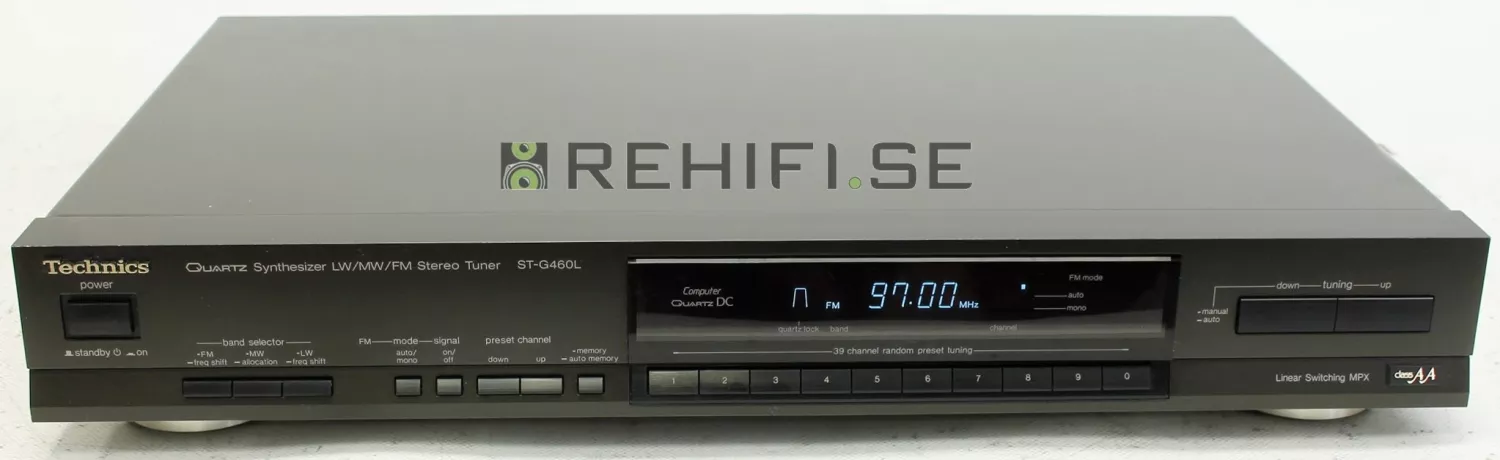 REHIFI.SE
Technics
QUARTZ Synthesizer LW/MW/FM Stereo Tuner ST-G460L
power
standby on
band selector
•FM •MW •LW
—freq shift —allocation —freq shift
FM—mode—signal
auto/ on/
mono off
preset channel
down up
•memory
—auto memory
Computer
QUARTZ DC
FM 97.00 MHz
FM mode
auto
mono
quartz lock band channel
39 channel random preset tuning
1 2 3 4 5 6 7 8 9 0
down—tuning—up
•manual
—auto
Linear Switching MPX
class AA